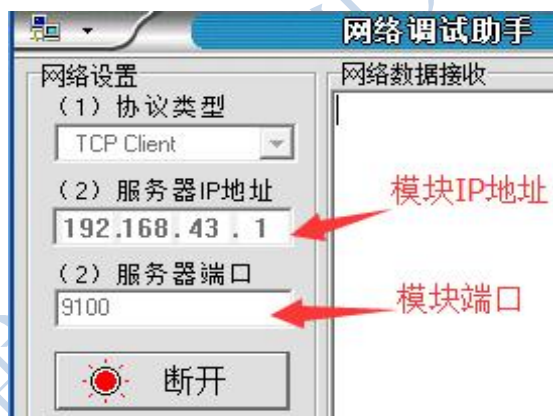 网络调试助手
网络设置
(1) 协议类型
TCP Client
(2) 服务器IP地址
192.168.43.1
(2) 服务器端口
9100
断开
网络数据接收
模块IP地址
模块端口